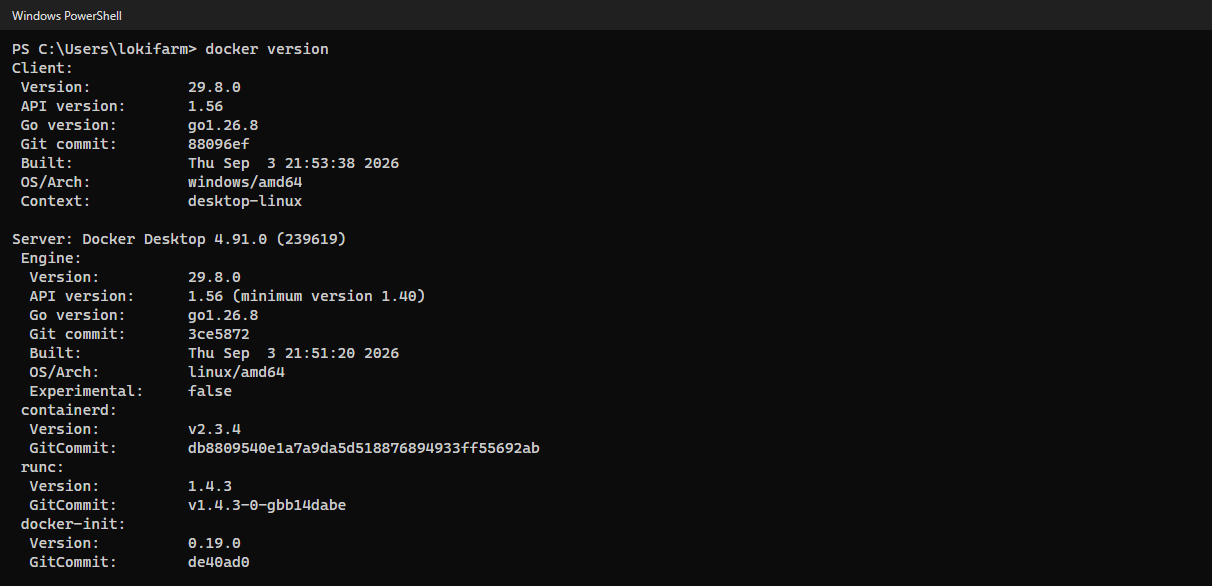 Windows PowerShell
PS C:\Users\lokifarm> docker version
Client:
 Version:           29.8.0
 API version:       1.56
 Go version:        go1.26.8
 Git commit:        88096ef
 Built:             Thu Sep  3 21:53:38 2026
 OS/Arch:           windows/amd64
 Context:           desktop-linux

Server: Docker Desktop 4.91.0 (239619)
 Engine:
  Version:          29.8.0
  API version:      1.56 (minimum version 1.40)
  Go version:       go1.26.8
  Git commit:       3ce5872
  Built:            Thu Sep  3 21:51:20 2026
  OS/Arch:          linux/amd64
  Experimental:     false
 containerd:
  Version:          v2.3.4
  GitCommit:        db8809540e1a7a9da5d518876894933ff55692ab
 runc:
  Version:          1.4.3
  GitCommit:        v1.4.3-0-gbb14dabe
 docker-init:
  Version:          0.19.0
  GitCommit:        de40ad0